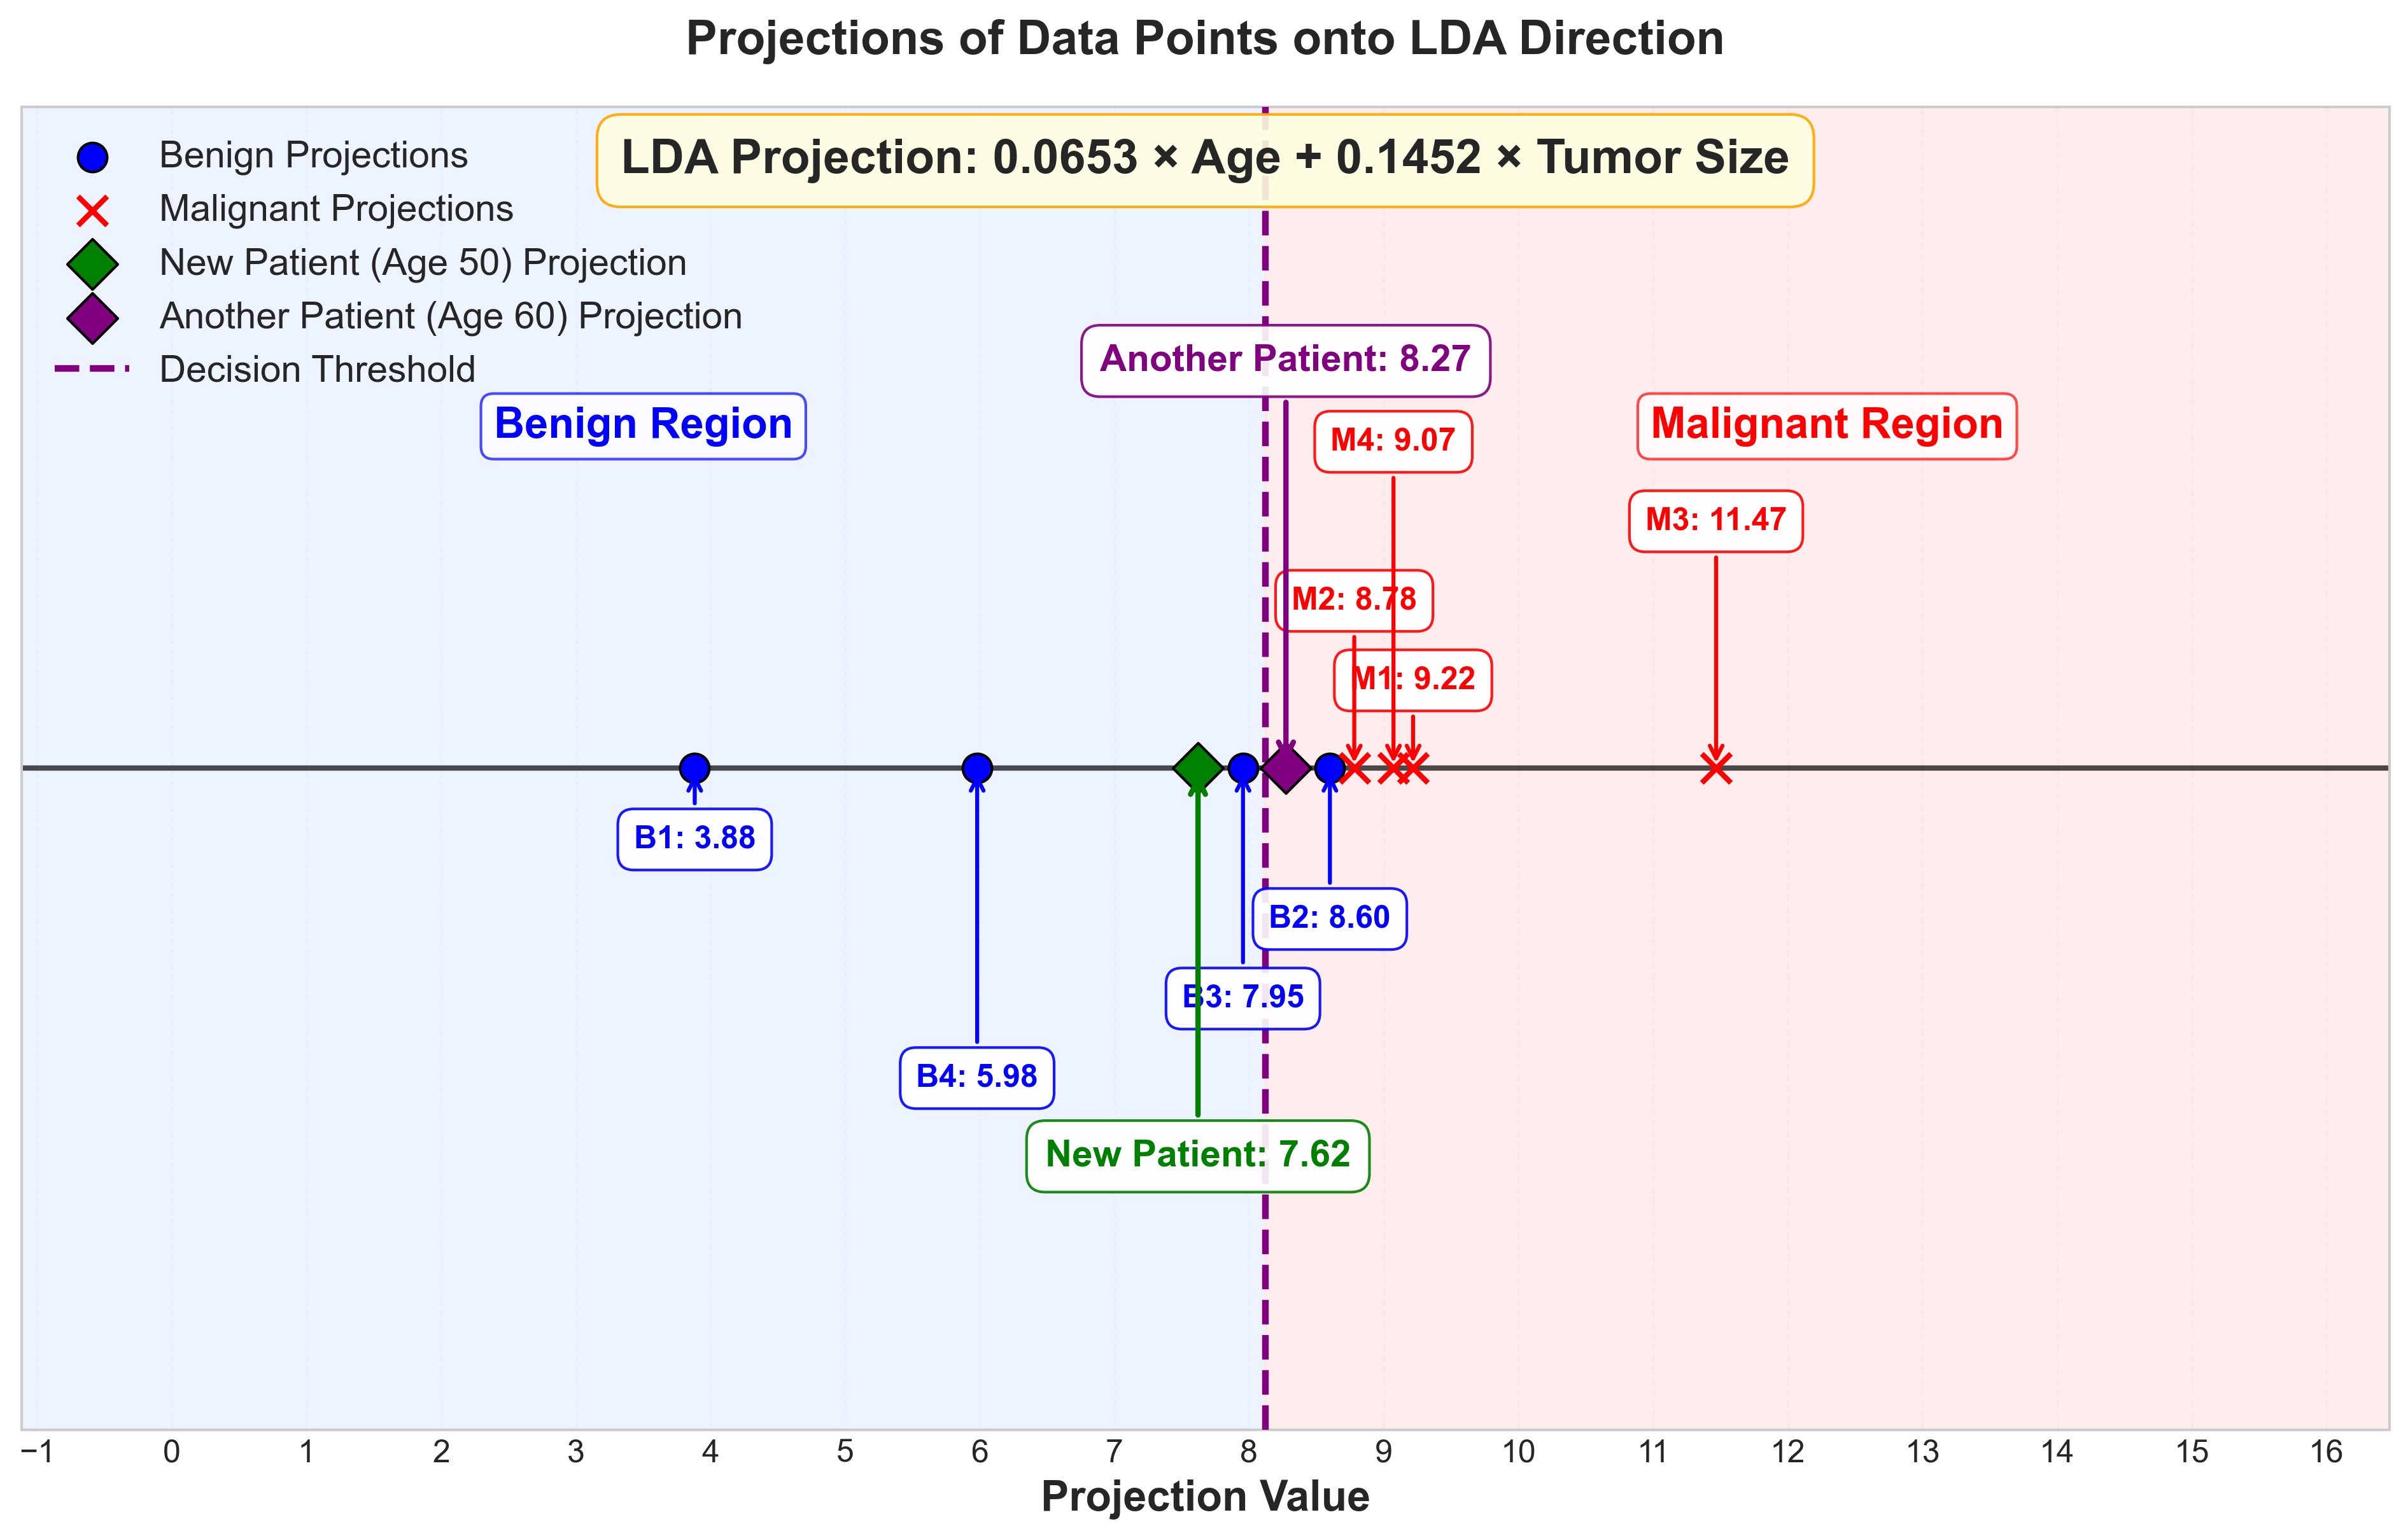 Projections of Data Points onto LDA Direction
LDA Projection: 0.0653 × Age + 0.1452 × Tumor Size
Benign Projections
Malignant Projections
New Patient (Age 50) Projection
Another Patient (Age 60) Projection
Decision Threshold
Another Patient: 8.27
Benign Region
Malignant Region
M4: 9.07
M3: 11.47
M2: 8.78
M1: 9.22
B1: 3.88
B2: 8.60
B3: 7.95
B4: 5.98
New Patient: 7.62
−1 0 1 2 3 4 5 6 7 8 9 10 11 12 13 14 15 16
Projection Value